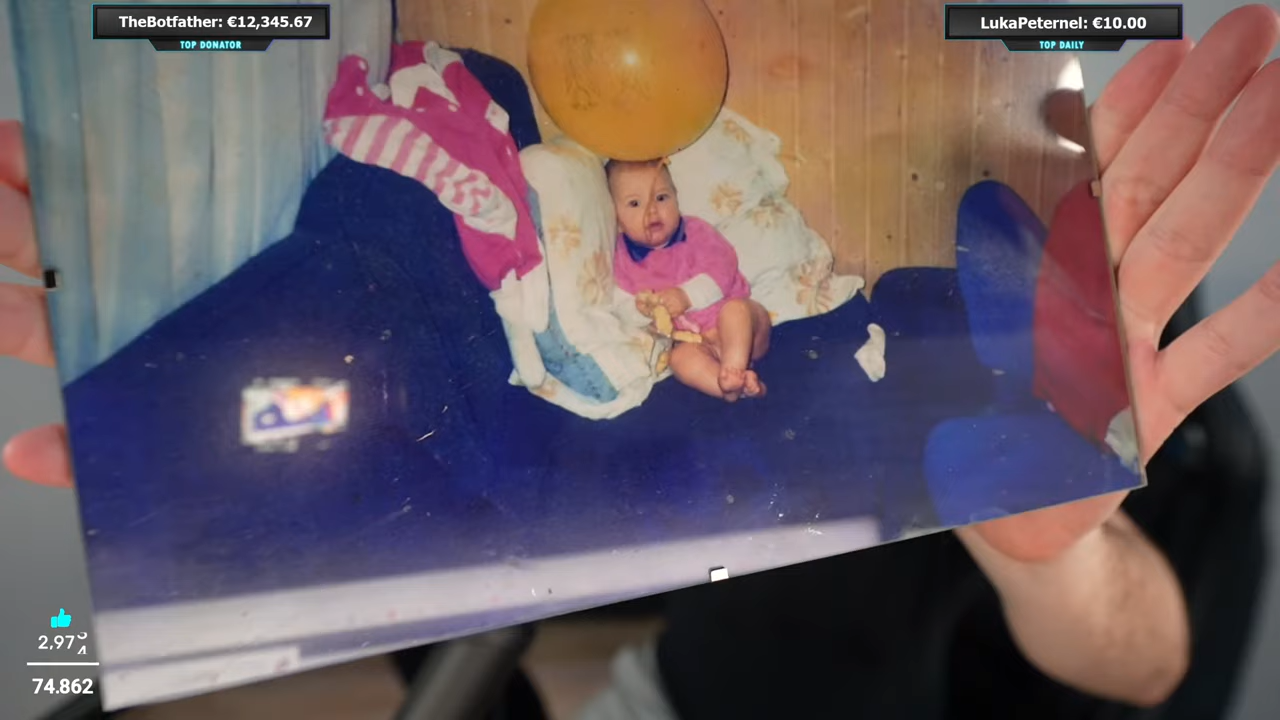 TheBotfather: €12,345.67
TOP DONATOR
LukaPeternel: €10.00
TOP DAILY
74.862